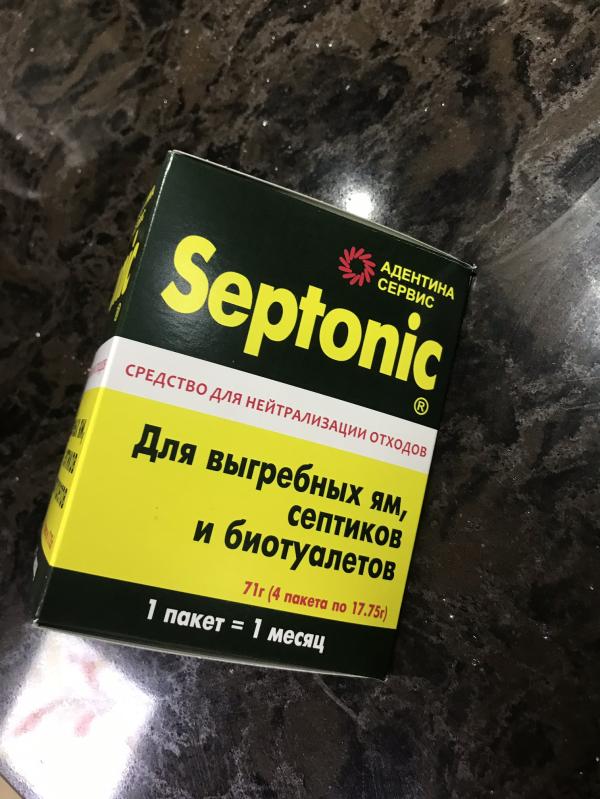 АДЕНТИНА
СЕРВИС
Septonic
®
СРЕДСТВО ДЛЯ НЕЙТРАЛИЗАЦИИ ОТХОДОВ
Для выгребных ям,
септиков
и биотуалетов
71г (4 пакета по 17.75г)
1 пакет = 1 месяц